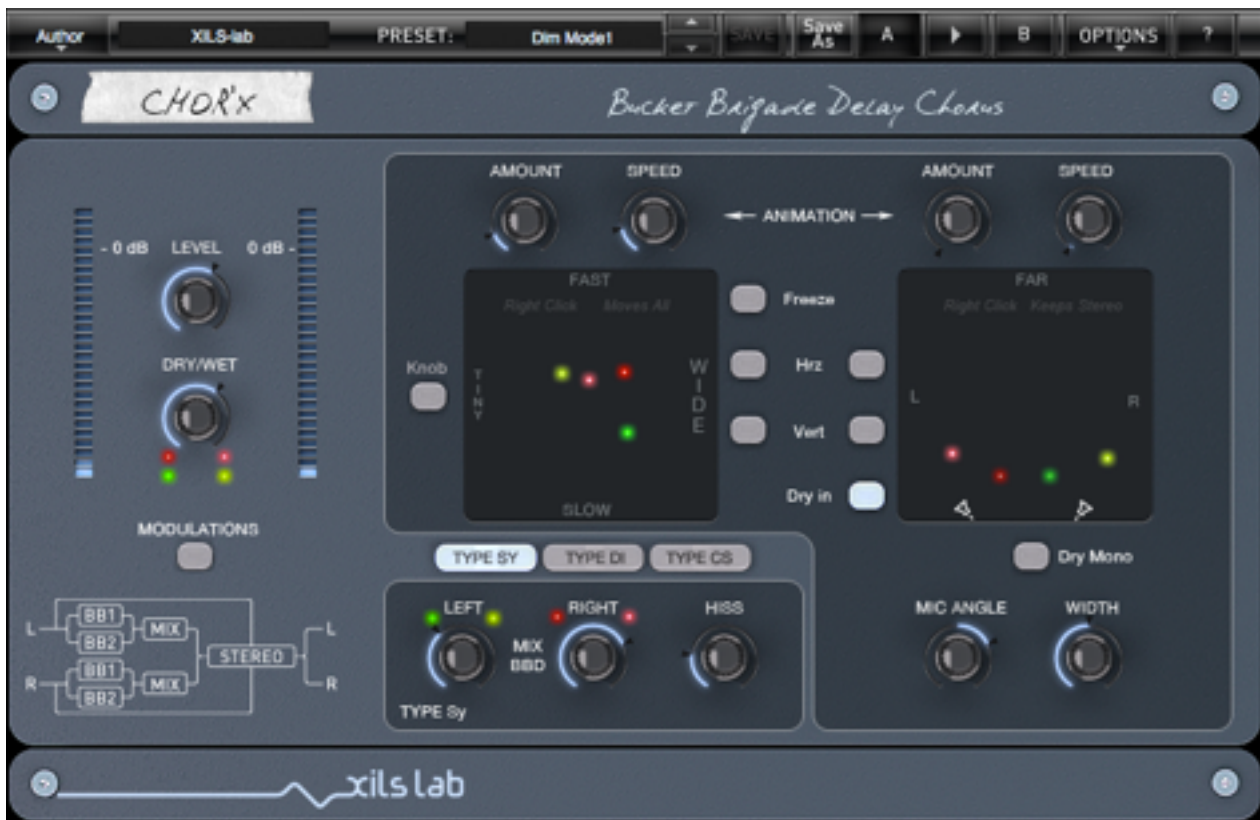 Author XILS-lab PRESET: Dim Mode1 SAVE Save As A B OPTIONS ?
CHOR'X Bucker Brigade Delay Chorus
AMOUNT SPEED AMOUNT SPEED
← ANIMATION →
- 0 dB LEVEL 0 dB -
FAST FAR
Right Click Moves All Freeze Right Click Keeps Stereo
DRY/WET Knob TINY WIDE Hrz L R
Vert
Dry in
SLOW
MODULATIONS TYPE SY TYPE DI TYPE CS Dry Mono
LEFT RIGHT HISS MIC ANGLE WIDTH
MIX BBD
L BB1 BB2 MIX STEREO L
R BB1 BB2 MIX R
TYPE Sy
xils lab